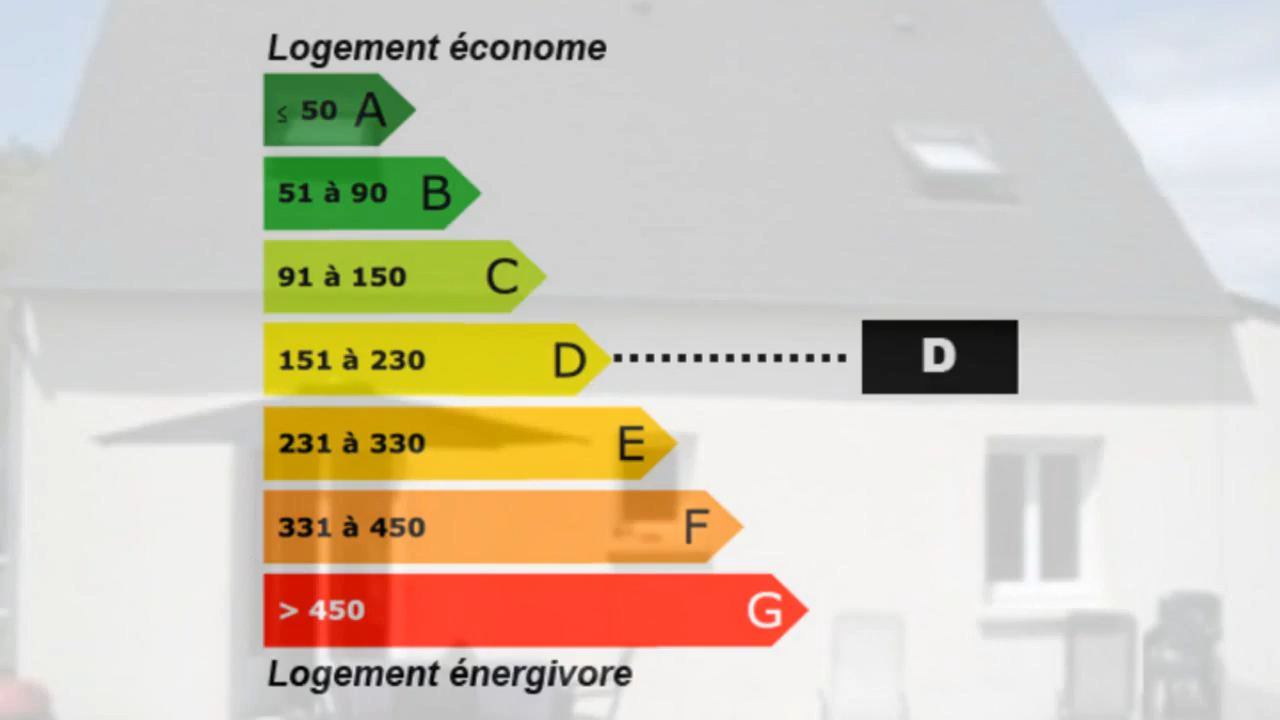 Logement économe
≤ 50 A
51 à 90 B
91 à 150 C
151 à 230 D D
231 à 330 E
331 à 450 F
> 450 G
Logement énergivore